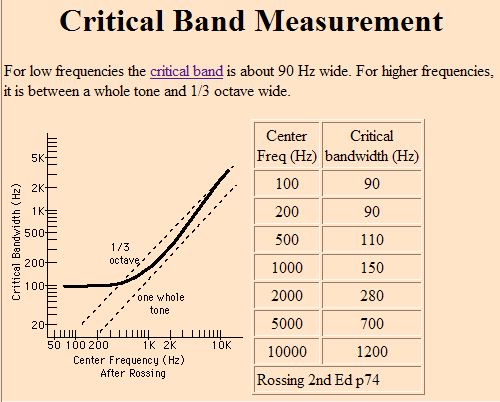 Critical Band Measurement
For low frequencies the critical band is about 90 Hz wide. For higher frequencies,
it is between a whole tone and 1/3 octave wide.
Critical Bandwidth (Hz)
5K
2K
1K
500
200
100
20
1/3
octave
one whole
tone
50 100 200 1K 2K 10K
Center Frequency (Hz)
After Rossing
Center Freq (Hz) Critical bandwidth (Hz)
100 90
200 90
500 110
1000 150
2000 280
5000 700
10000 1200
Rossing 2nd Ed p74